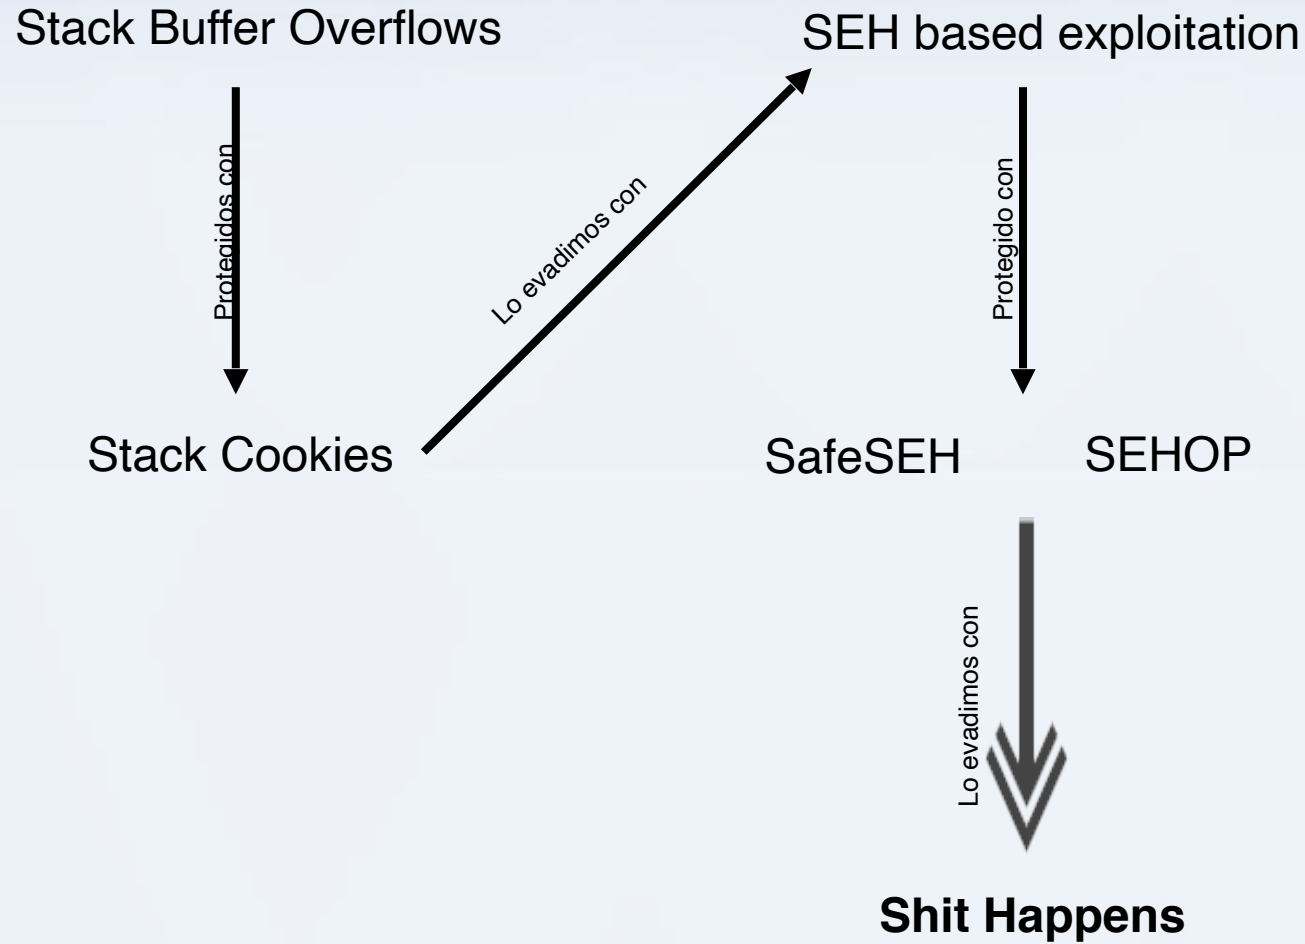 Stack Buffer Overflows
SEH based exploitation
Protegidos con
Lo evadimos con
Protegido con
Stack Cookies
SafeSEH
SEHOP
Lo evadimos con
Shit Happens